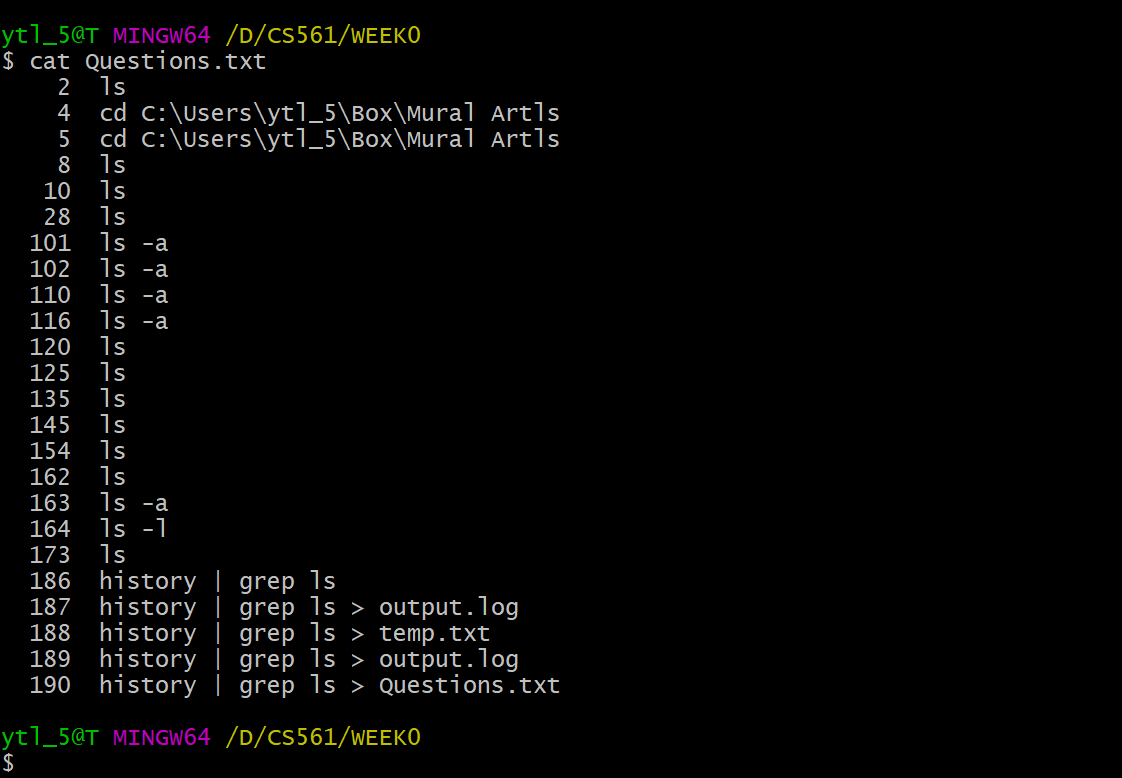 ytl_5@T MINGW64 /D/CS561/WEEK0
$ cat Questions.txt
    2  ls
    4  cd C:\Users\ytl_5\Box\Mural Artls
    5  cd C:\Users\ytl_5\Box\Mural Artls
    8  ls
   10  ls
   28  ls
  101  ls -a
  102  ls -a
  110  ls -a
  116  ls -a
  120  ls
  125  ls
  135  ls
  145  ls
  154  ls
  162  ls
  163  ls -a
  164  ls -l
  173  ls
  186  history | grep ls
  187  history | grep ls > output.log
  188  history | grep ls > temp.txt
  189  history | grep ls > output.log
  190  history | grep ls > Questions.txt
ytl_5@T MINGW64 /D/CS561/WEEK0
$